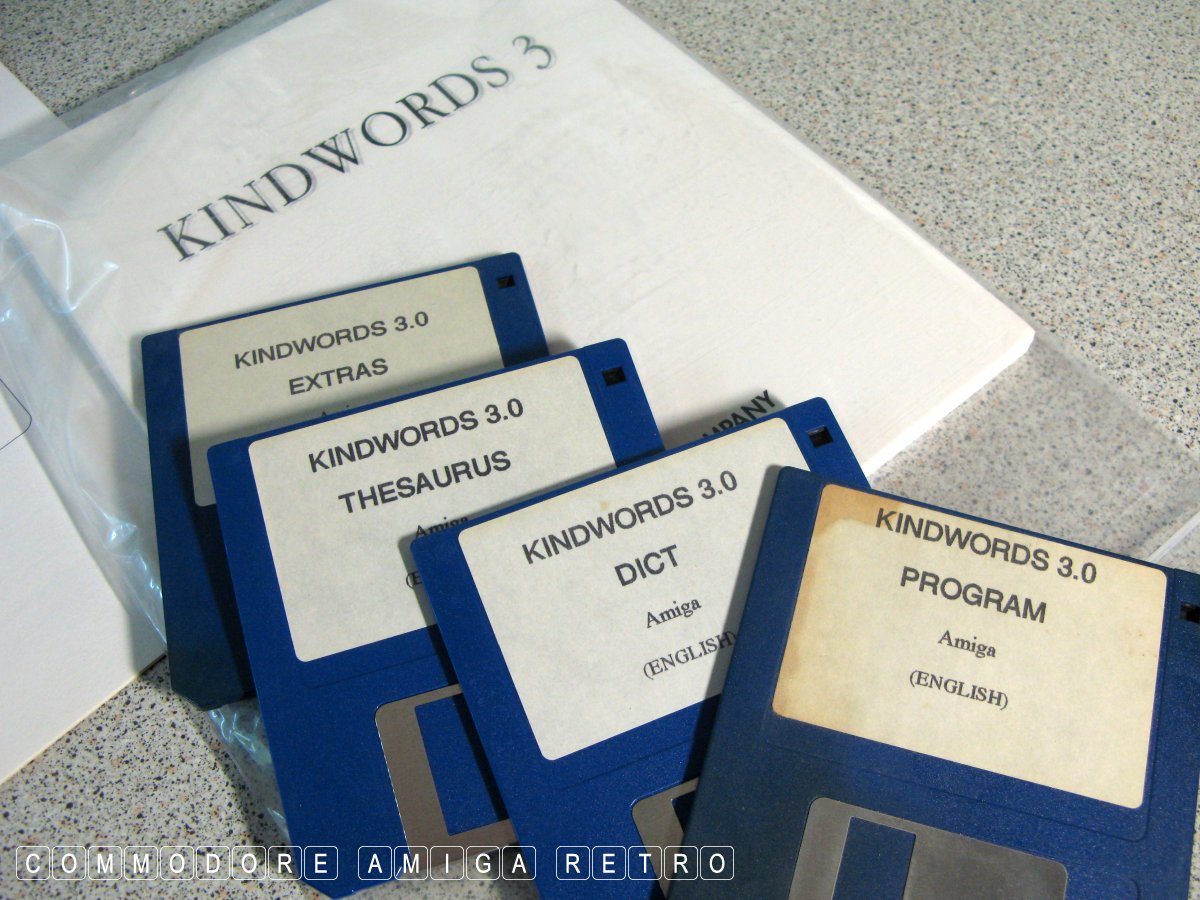 KINDWORDS 3
KINDWORDS 3.0
EXTRAS
KINDWORDS 3.0
THESAURUS
Amiga
KINDWORDS 3.0
DICT
Amiga
(ENGLISH)
KINDWORDS 3.0
PROGRAM
Amiga
(ENGLISH)
COMMODORE AMIGA RETRO